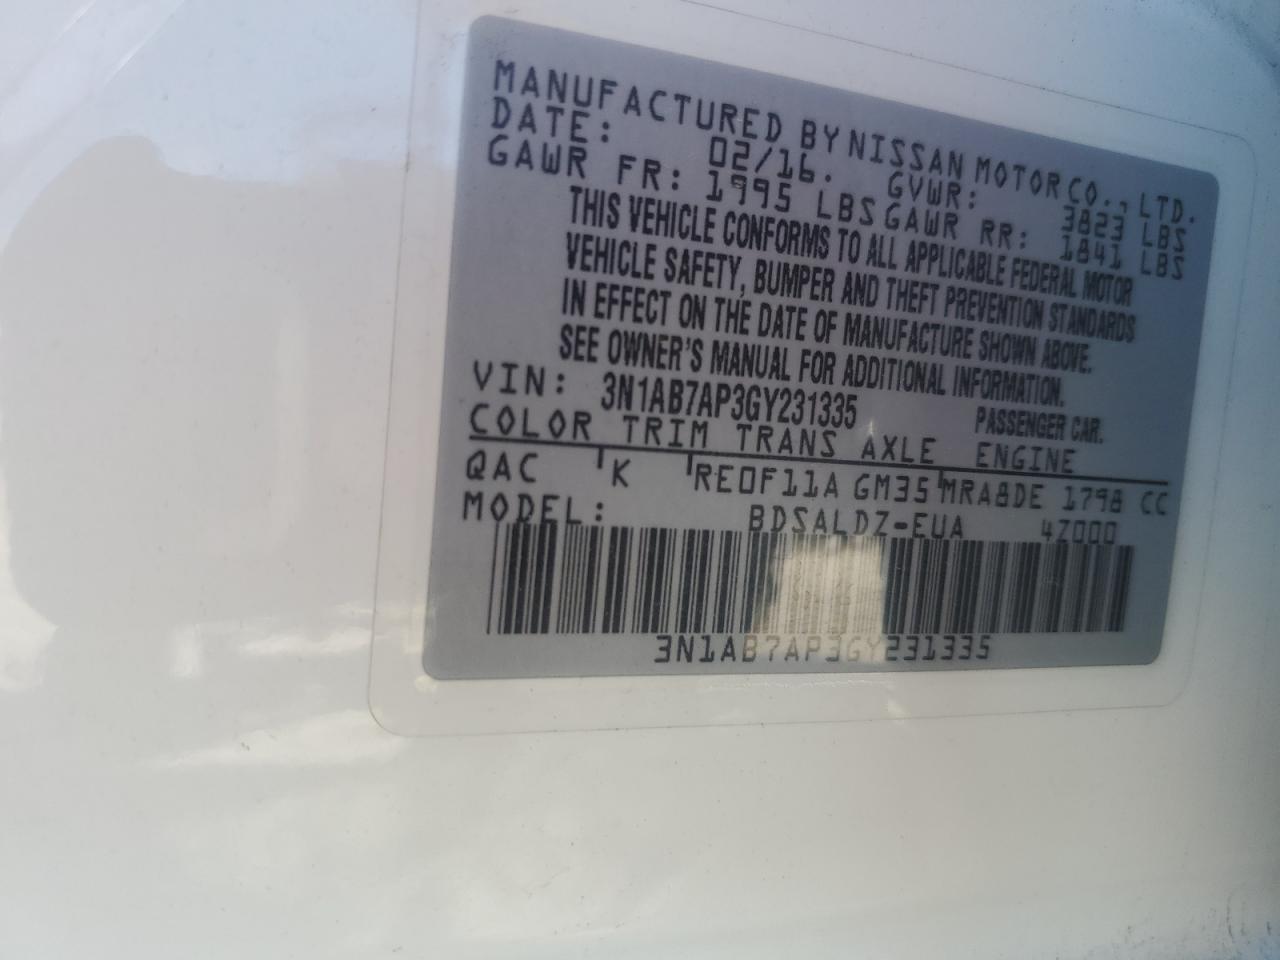 MANUFACTURED BY NISSAN MOTOR CO., LTD.
DATE: 02/16. GVWR: 3823 LBS
GAWR FR: 1995 LBS GAWR RR: 1841 LBS
THIS VEHICLE CONFORMS TO ALL APPLICABLE FEDERAL MOTOR
VEHICLE SAFETY, BUMPER AND THEFT PREVENTION STANDARDS
IN EFFECT ON THE DATE OF MANUFACTURE SHOWN ABOVE.
SEE OWNER'S MANUAL FOR ADDITIONAL INFORMATION.
VIN: 3N1AB7AP3GY231335 PASSENGER CAR.
COLOR TRIM TRANS AXLE ENGINE
QAC K RE0F11A GM35 MRA8DE 1798 CC
MODEL: BDSALDZ-EUA 4Z000
3N1AB7AP3GY231335